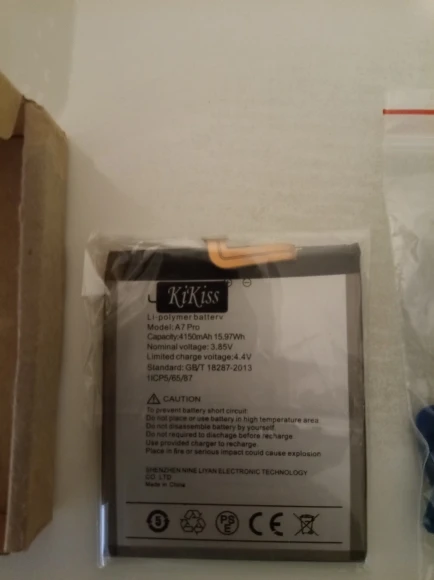 KiKiss
Li-polymer battery
Model: A7 Pro
Capacity:4150mAh 15.97Wh
Nominal voltage: 3.85V
Limited charge voltage:4.4V
Standard: GB/T 18287-2013
1ICP5/65/87
CAUTION
To prevent battery short circuit
Do not place or use battery in high temperature area
Do not disassemble battery by yourself.
Do not required to dischage before recharge.
Use provided charger to recharge
Place in fire or serious impact could cause explosion
SHENZHEN NINE LIYAN ELECTRONIC TECHNOLOGY
CO. LTD
Made in China
PS
E
CE